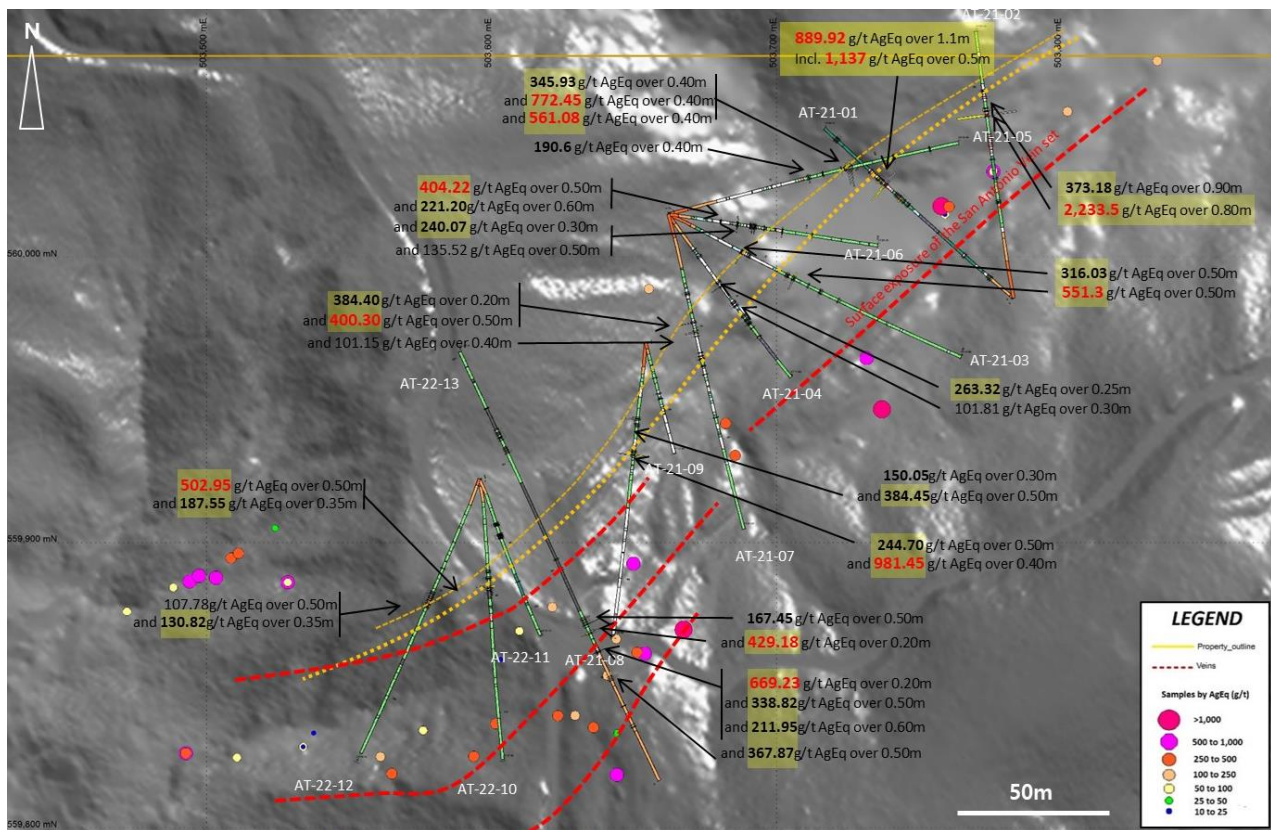 503,500 mE
503,600 mE
503,700 mE
503,800 mE
N
AT-21-02
889.92 g/t AgEq over 1.1m
Incl. 1,137 g/t AgEq over 0.5m
345.93 g/t AgEq over 0.40m
and 772.45 g/t AgEq over 0.40m
and 561.08 g/t AgEq over 0.40m
AT-21-01
AT-21-05
190.6 g/t AgEq over 0.40m
373.18 g/t AgEq over 0.90m
2,233.5 g/t AgEq over 0.80m
404.22 g/t AgEq over 0.50m
and 221.20 g/t AgEq over 0.60m
and 240.07 g/t AgEq over 0.30m
and 135.52 g/t AgEq over 0.50m
Surface exposure of the San Antonio Vein set
560,000 mN
AT-21-06
316.03 g/t AgEq over 0.50m
551.3 g/t AgEq over 0.50m
384.40 g/t AgEq over 0.20m
and 400.30 g/t AgEq over 0.50m
and 101.15 g/t AgEq over 0.40m
AT-22-13
AT-21-03
AT-21-04
263.32 g/t AgEq over 0.25m
101.81 g/t AgEq over 0.30m
AT-21-09
150.05 g/t AgEq over 0.30m
and 384.45 g/t AgEq over 0.50m
502.95 g/t AgEq over 0.50m
and 187.55 g/t AgEq over 0.35m
559,900 mN
AT-21-07
244.70 g/t AgEq over 0.50m
and 981.45 g/t AgEq over 0.40m
107.78g/t AgEq over 0.50m
and 130.82g/t AgEq over 0.35m
167.45 g/t AgEq over 0.50m
and 429.18 g/t AgEq over 0.20m
AT-22-11
AT-21-08
669.23 g/t AgEq over 0.20m
and 338.82 g/t AgEq over 0.50m
and 211.95g/t AgEq over 0.60m
and 367.87g/t AgEq over 0.50m
AT-22-12
AT-22-10
50m
559,800 mN
LEGEND
Property_outline
Veins
Samples by AgEq (g/t)
>1,000
500 to 1,000
250 to 500
100 to 250
50 to 100
25 to 50
10 to 25